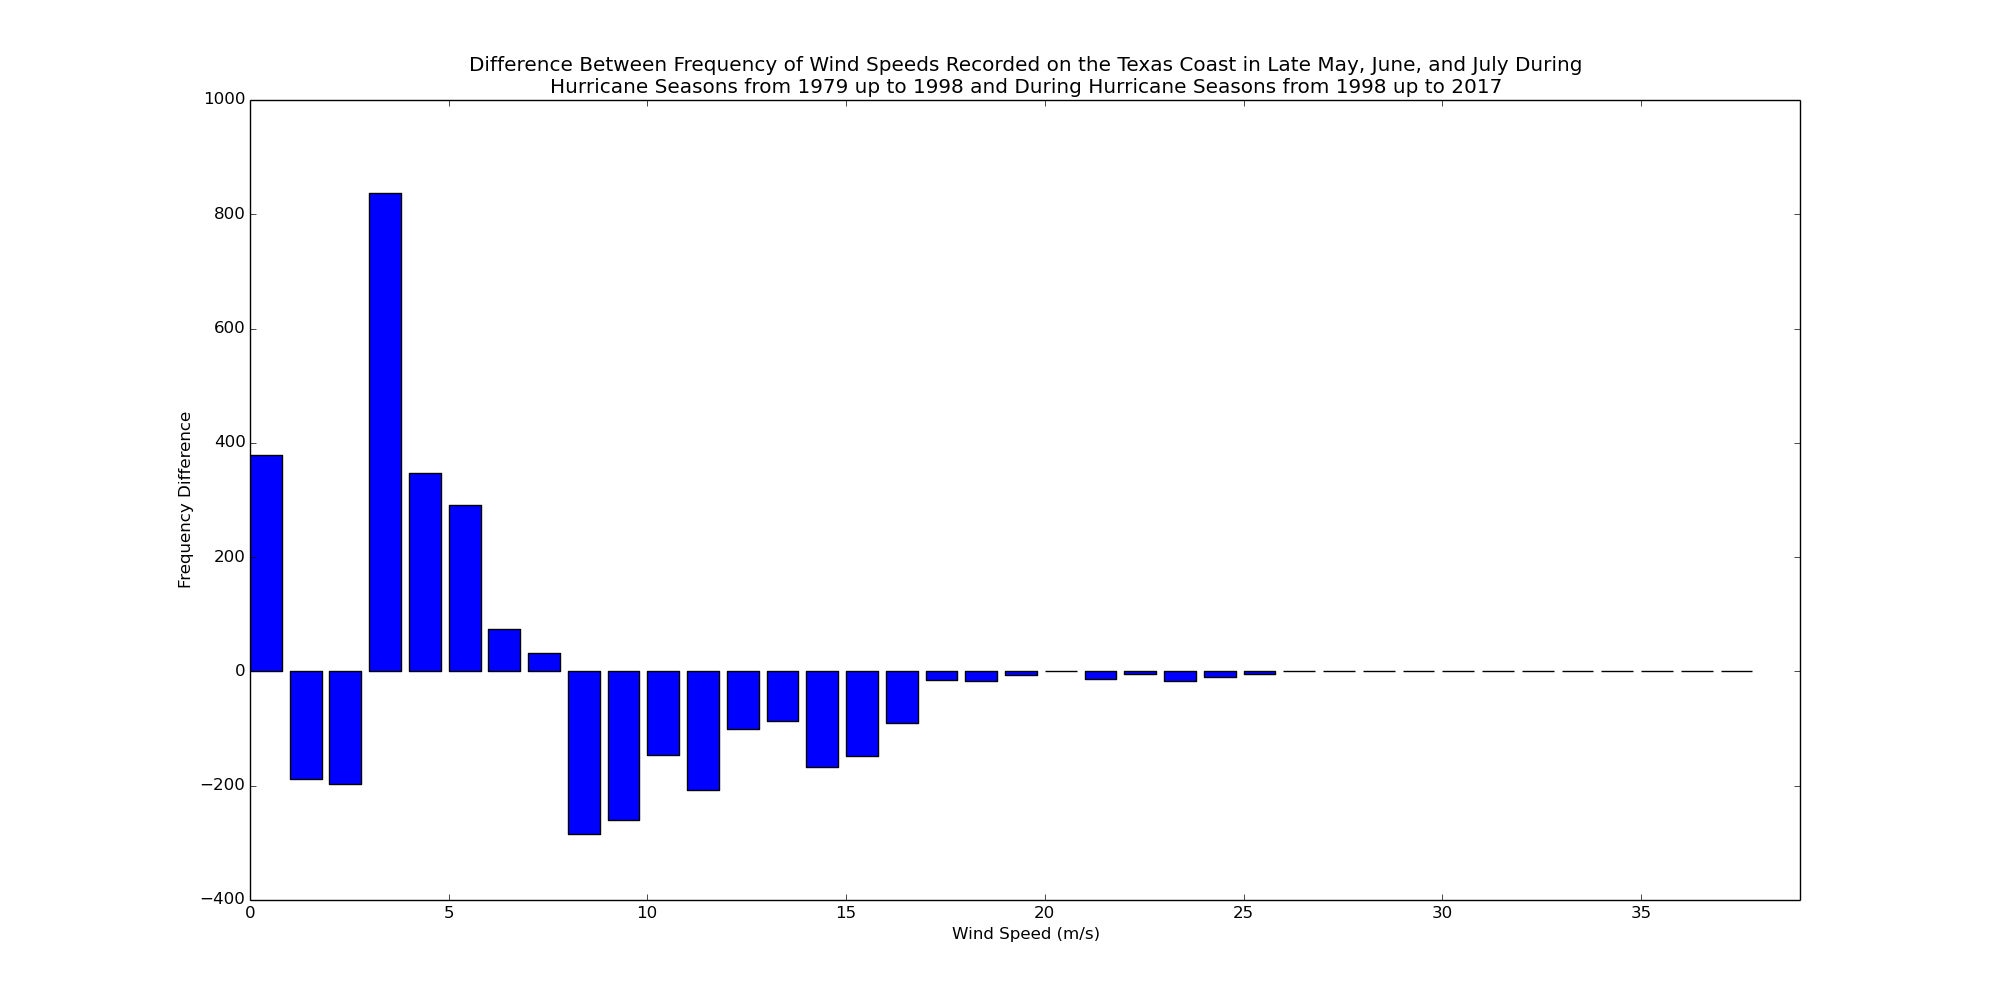 Difference Between Frequency of Wind Speeds Recorded on the Texas Coast in Late May, June, and July During
Hurricane Seasons from 1979 up to 1998 and During Hurricane Seasons from 1998 up to 2017
1000
800
600
400
200
0
−200
−400
Frequency Difference
0 5 10 15 20 25 30 35
Wind Speed (m/s)